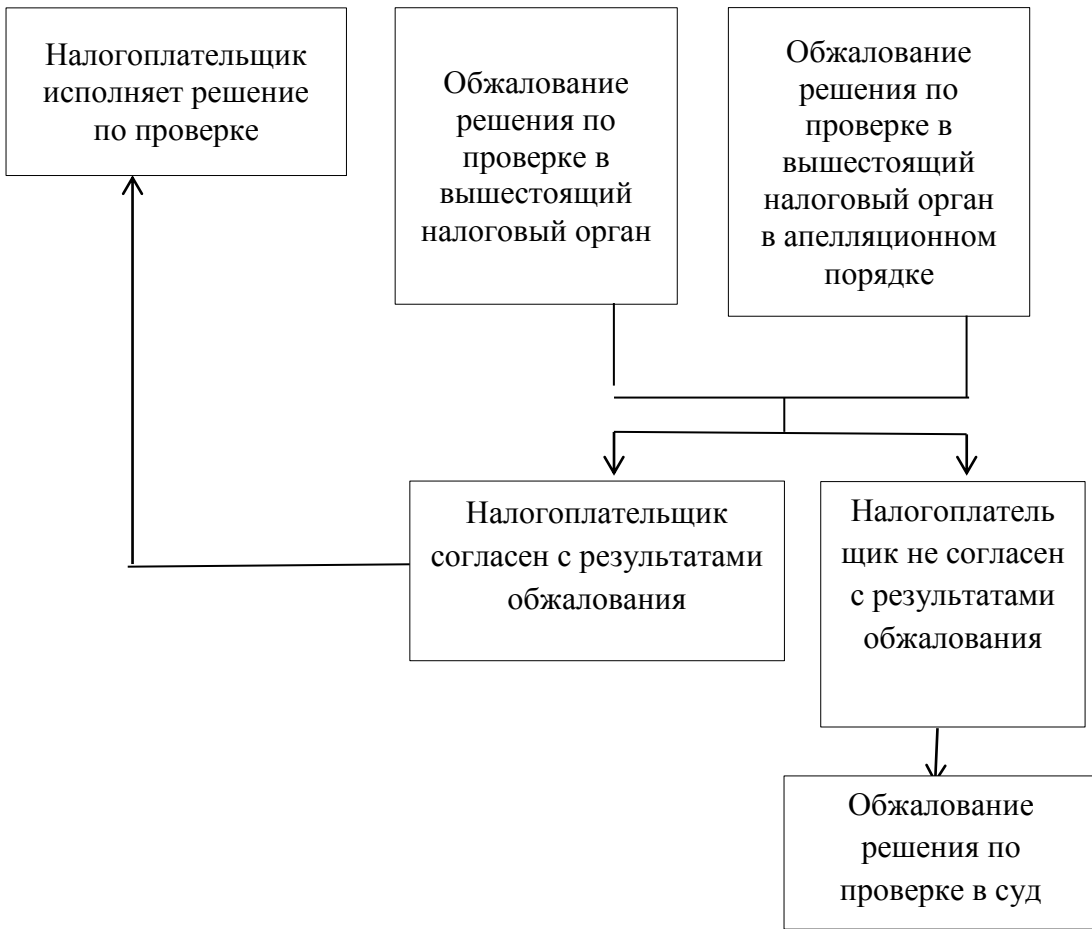 Налогоплательщик
исполняет решение
по проверке
Обжалование
решения по
проверке в
вышестоящий
налоговый орган
Обжалование
решения по
проверке в
вышестоящий
налоговый орган
в апелляционном
порядке
Налогоплательщик
согласен с результатами
обжалования
Налогоплатель
щик не согласен
с результатами
обжалования
Обжалование
решения по
проверке в суд